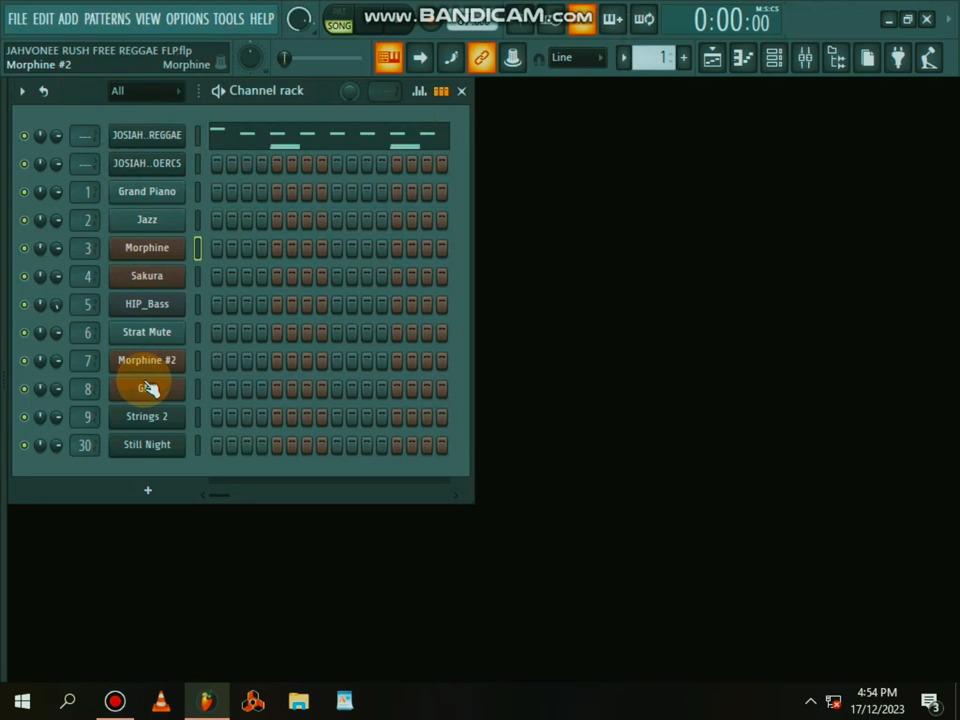 FILE EDIT ADD PATTERNS VIEW OPTIONS TOOLS HELP
SONG
www.BANDICAM.com
M:S:CS
0:00:00
JAHVONEE RUSH FREE REGGAE FLP.flp
Morphine #2
Morphine
Line
1
All
Channel rack
JOSIAH..REGGAE
JOSIAH..OERCS
1 Grand Piano
2 Jazz
3 Morphine
4 Sakura
5 HIP_Bass
6 Strat Mute
7 Morphine #2
8
9 Strings 2
30 Still Night
+
4:54 PM
17/12/2023
3